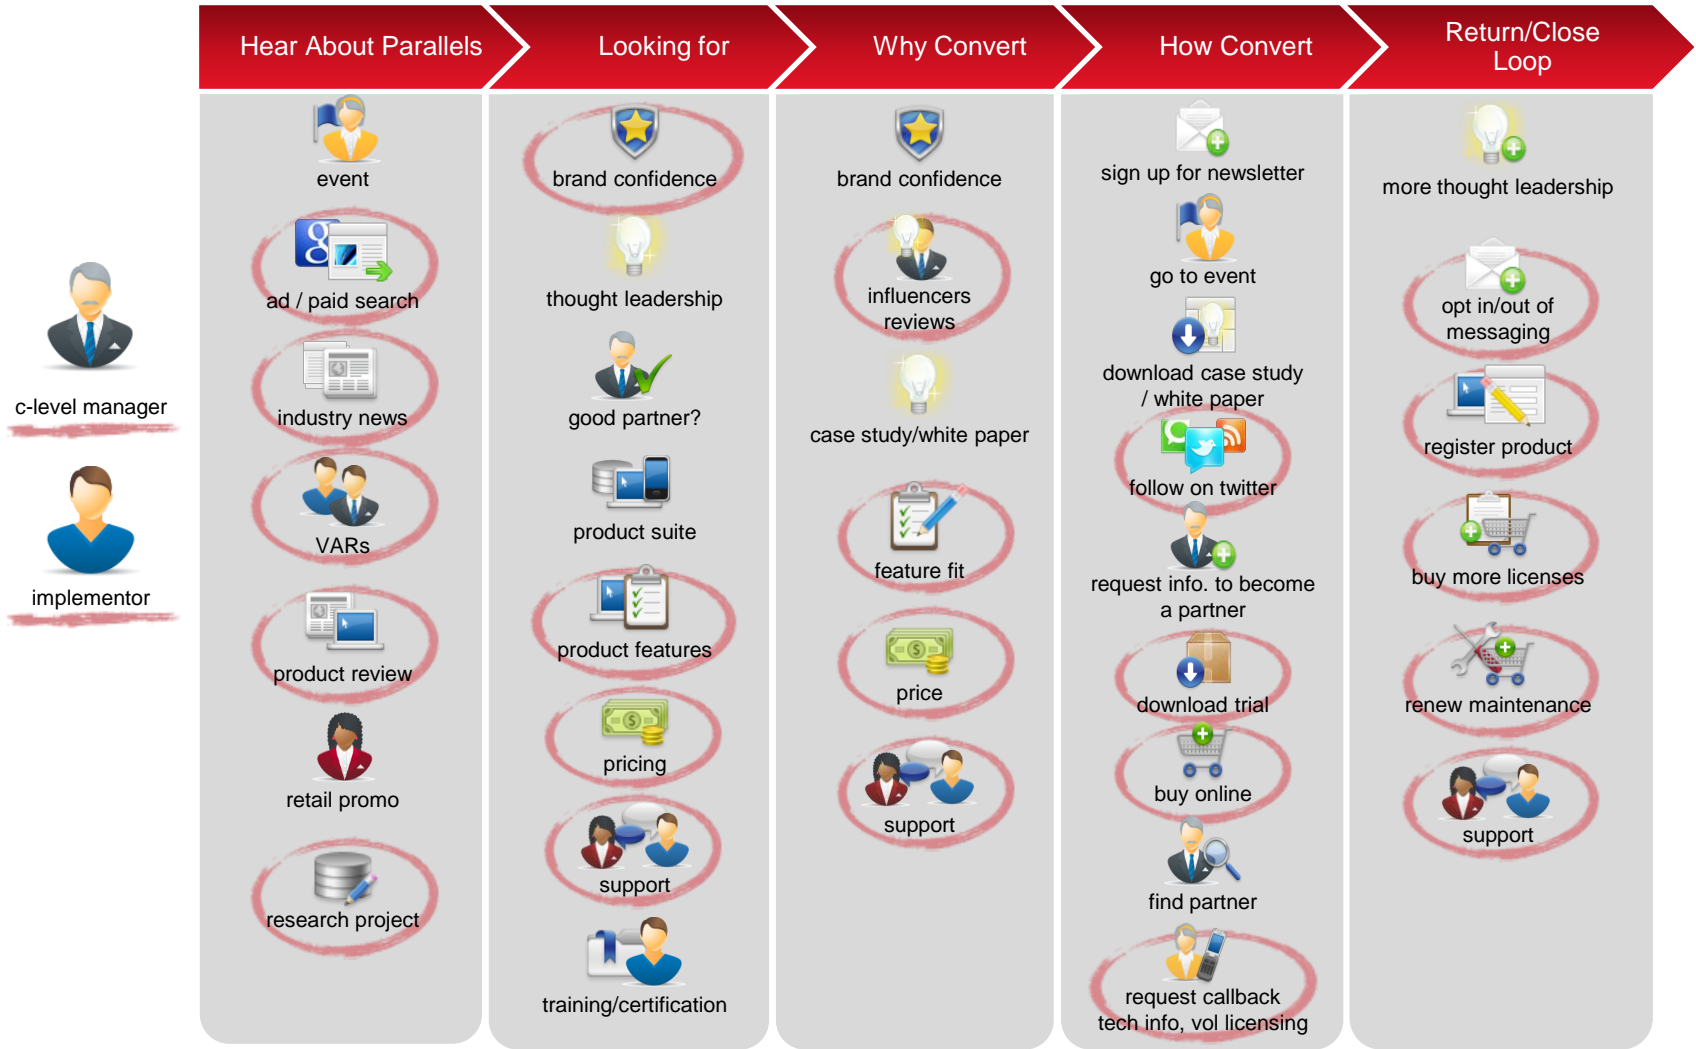 Hear About Parallels
Looking for
Why Convert
How Convert
Return/Close
Loop
c-level manager
implementor
event
ad / paid search
industry news
VARs
product review
retail promo
research project
brand confidence
thought leadership
good partner?
product suite
product features
pricing
support
training/certification
brand confidence
influencers
reviews
case study/white paper
feature fit
price
support
sign up for newsletter
go to event
download case study
/ white paper
follow on twitter
request info. to become
a partner
download trial
buy online
find partner
request callback
tech info, vol licensing
more thought leadership
opt in/out of
messaging
register product
buy more licenses
renew maintenance
support